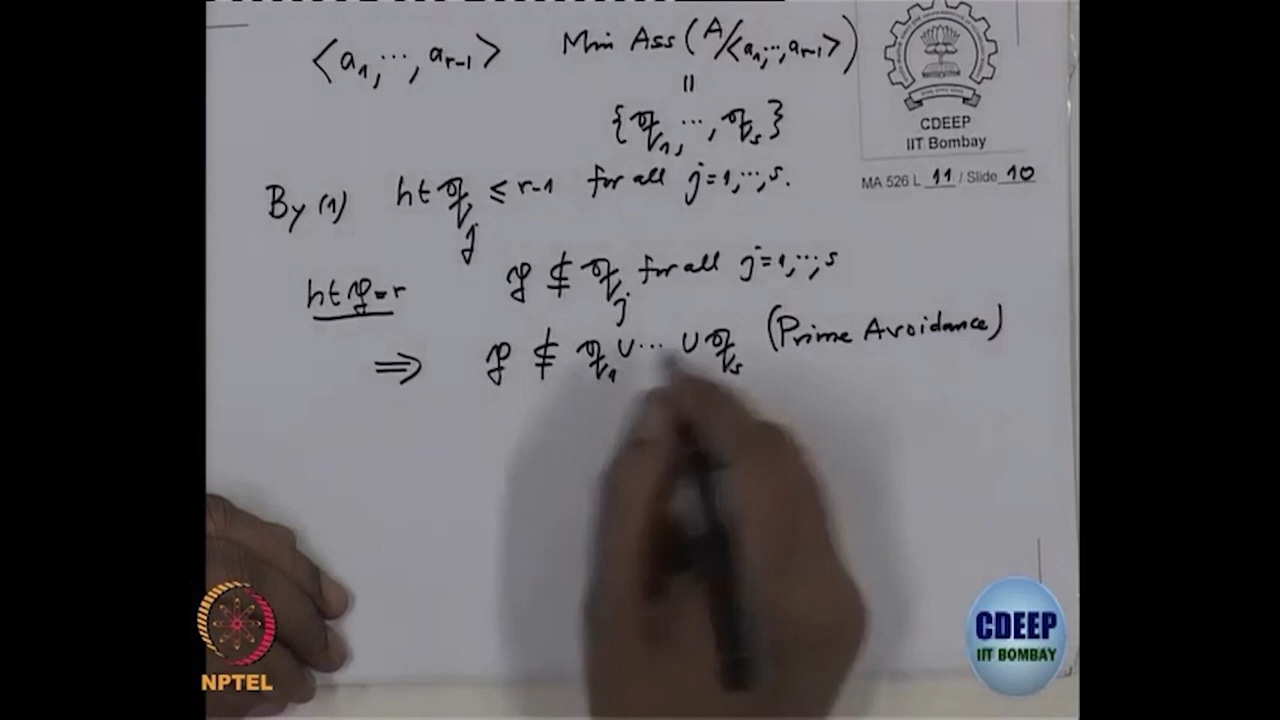 ⟨a₁,⋯,aᵣ₋₁⟩ Min Ass(A/⟨a₁,⋯,aᵣ₋₁⟩)
=
{𝔮₁,⋯,𝔮ₛ}
CDEEP
IIT Bombay
MA 526 L 11 / Slide 10
By (1) ht 𝔮ⱼ ≤ r-1 for all j=1,⋯,s.
ht 𝔭=r 𝔭 ⊈ 𝔮ⱼ for all j=1,⋯,s
⇒ 𝔭 ⊈ 𝔮₁∪⋯∪𝔮ₛ (Prime Avoidance)
NPTEL
CDEEP
IIT BOMBAY